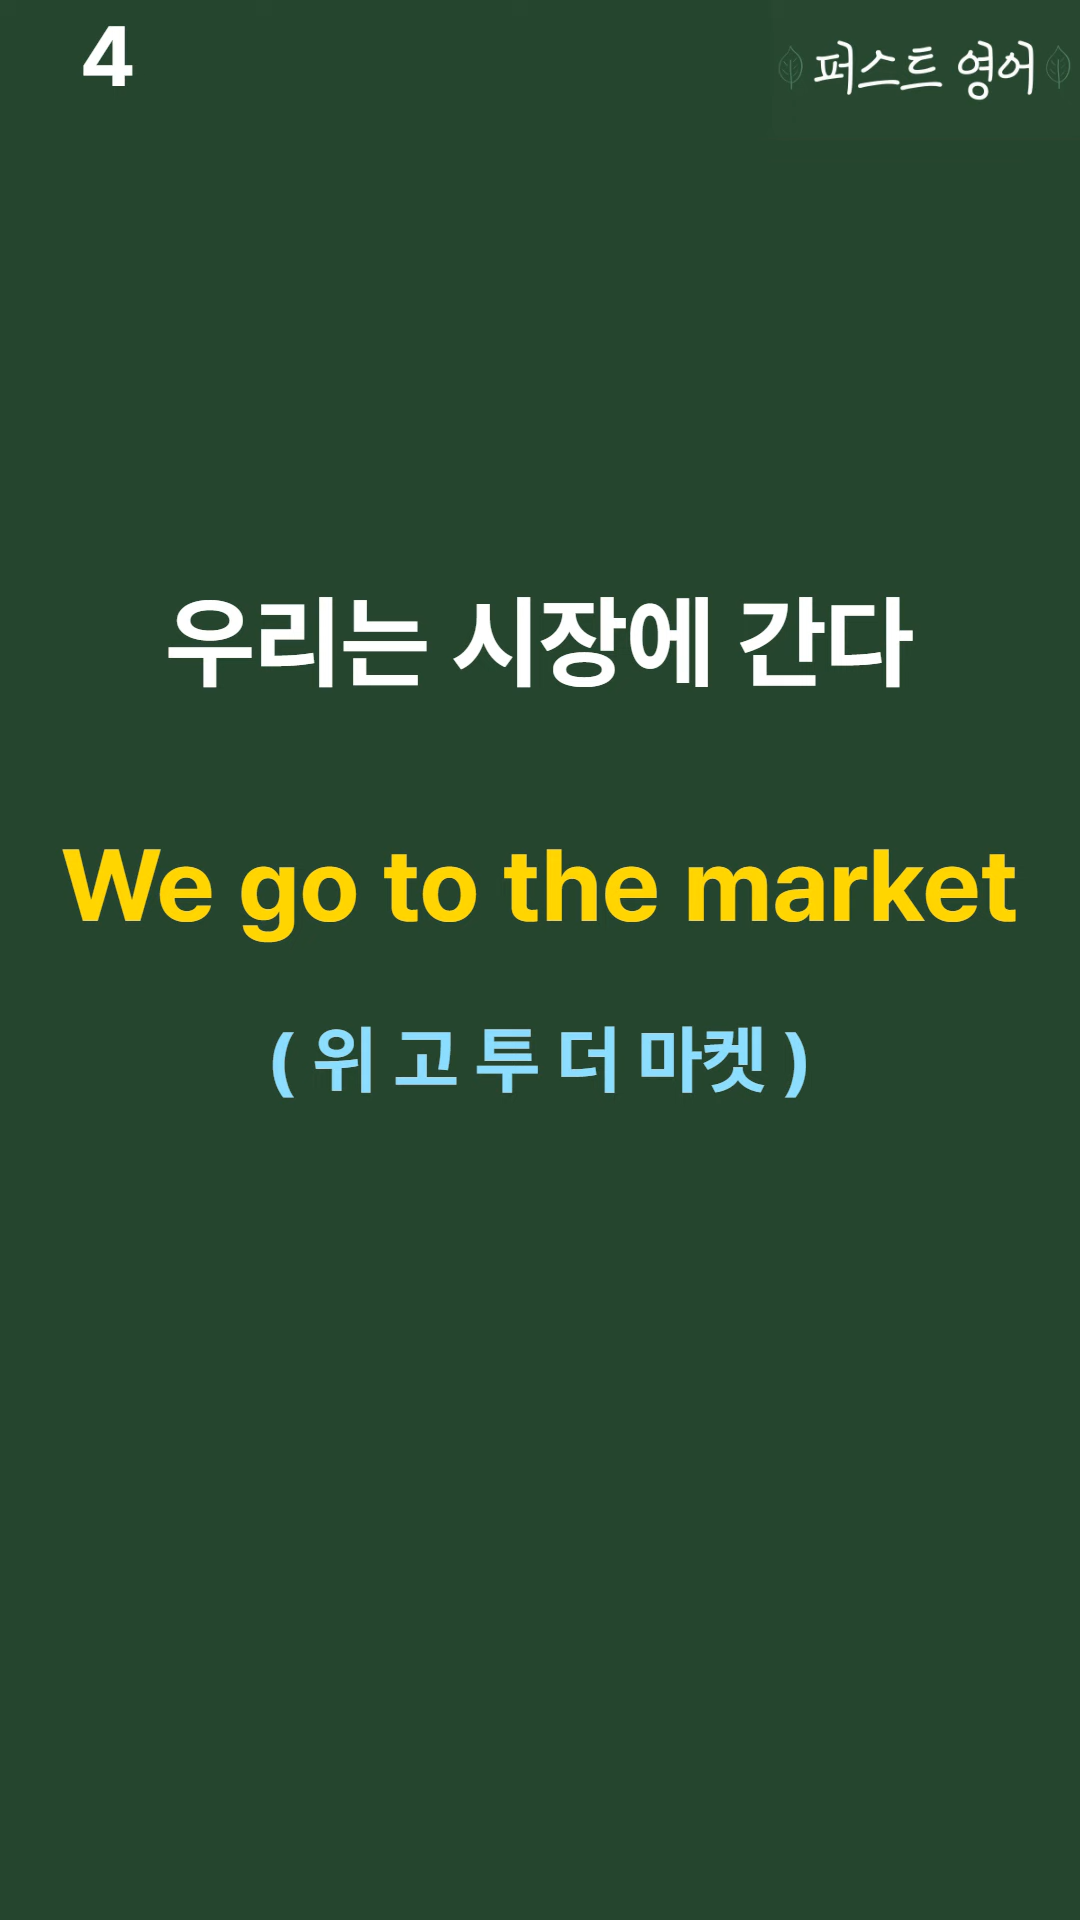 4
퍼스트 영어
우리는 시장에 간다
We go to the market
( 위 고 투 더 마켓 )